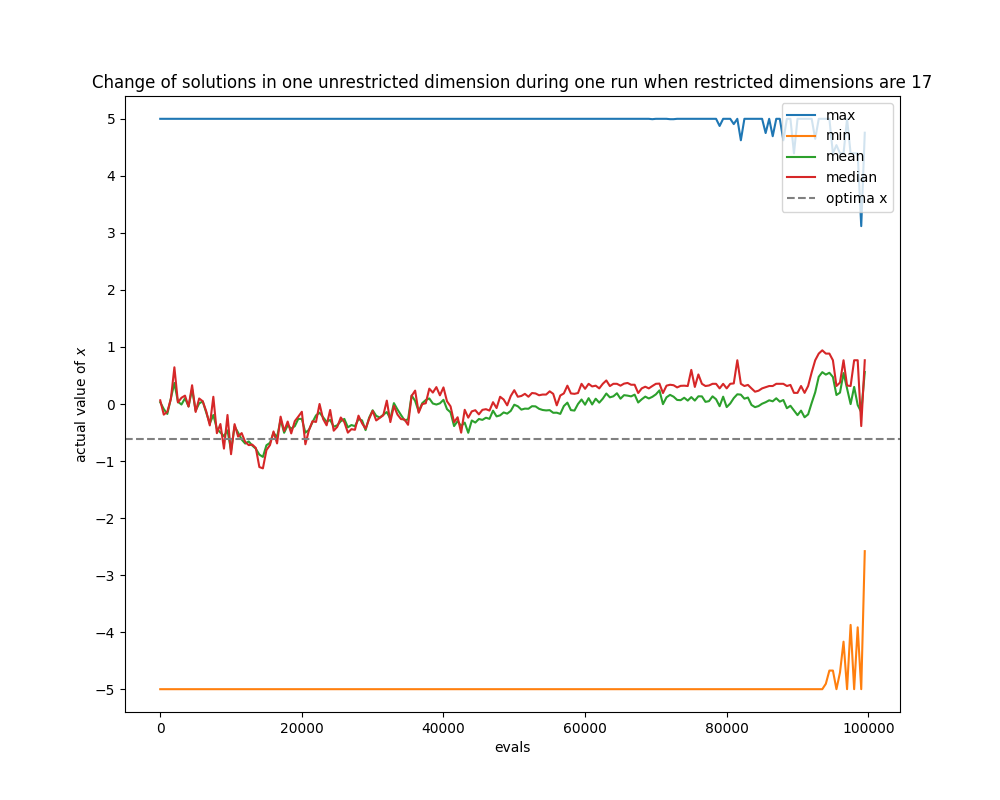 Change of solutions in one unrestricted dimension during one run when restricted dimensions are 17
max
min
mean
median
optima x
5
4
3
2
1
0
−1
−2
−3
−4
−5
actual value of x
0 20000 40000 60000 80000 100000
evals